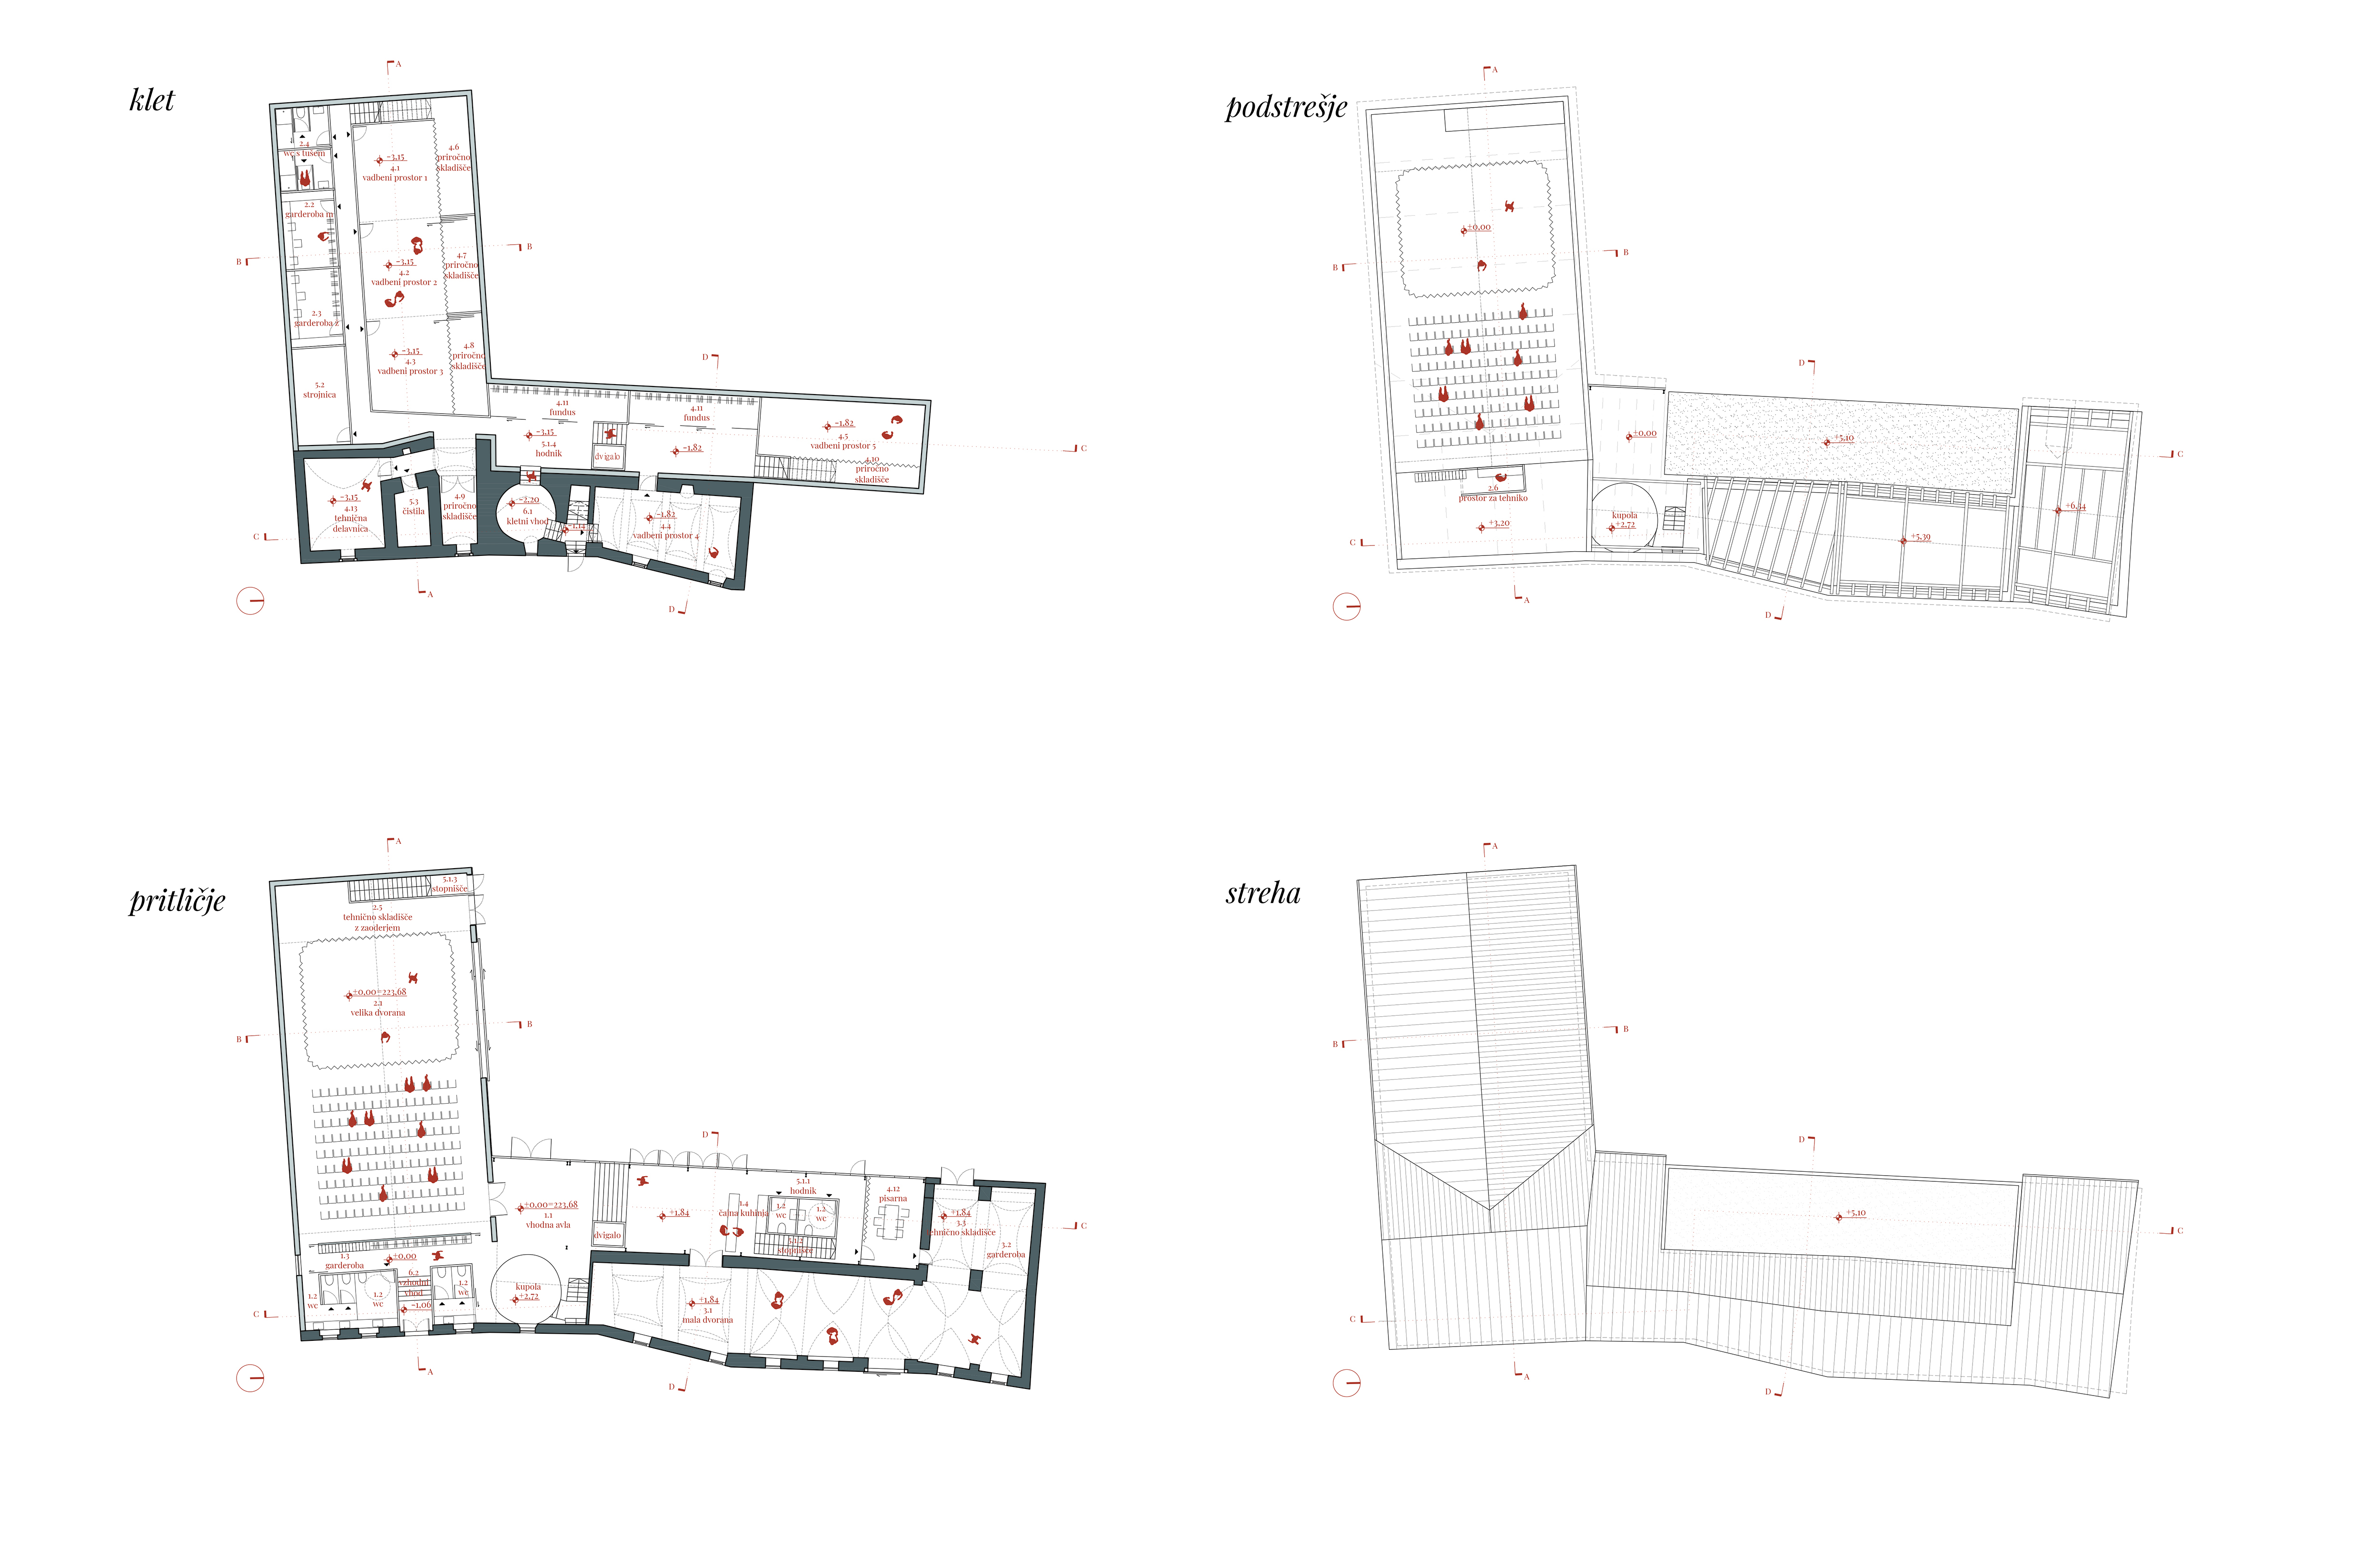 klet
A
2.4
wc s tušem
-3,15
4.1
vadbeni prostor 1
4.6
priročno
skladišče
2.2
garderoba m
B
B
-3,15
4.2
vadbeni prostor 2
4.7
priročno
skladišče
2.3
garderoba ž
-3,15
4.3
vadbeni prostor 3
4.8
priročno
skladišče
D
5.2
strojnica
4.11
fundus
4.11
fundus
-3,15
5.1.4
hodnik
dvigalo
-1,82
-1,82
4.5
vadbeni prostor 5
4.10
priročno
skladišče
C
-3,15
4.13
tehnična
delavnica
5.3
čistila
4.9
priročno
skladišče
-2,20
6.1
kletni vhod
-1,14
-1,82
4.4
vadbeni prostor 4
C
A
D
podstrešje
A
+0,00
B
B
D
+0,00
+5,10
C
2.6
prostor za tehniko
+3,20
kupola
+2,72
+5,39
+6,34
C
A
D
pritličje
A
5.1.3
stopnišče
2.5
tehnično skladišče
z zaoderjem
+0,00=223,68
2.1
velika dvorana
B
B
D
+0,00=223,68
1.1
vhodna avla
dvigalo
+1,84
1.4
čajna kuhinja
5.1.1
hodnik
1.2
wc
1.2
wc
5.1.2
stopnišče
4.12
pisarna
+1,84
3.3
tehnično skladišče
3.2
garderoba
C
1.3
garderoba
+0,00
1.2
wc
1.2
wc
6.2
vzhodni
vhod
-1,06
1.2
wc
kupola
+2,72
+1,84
3.1
mala dvorana
C
A
D
streha
A
B
B
D
+5,10
C
C
A
D